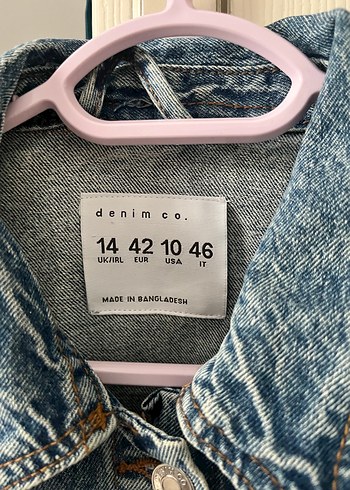 denim co.
14 42 10 46
UK/IRL EUR USA IT
MADE IN BANGLADESH